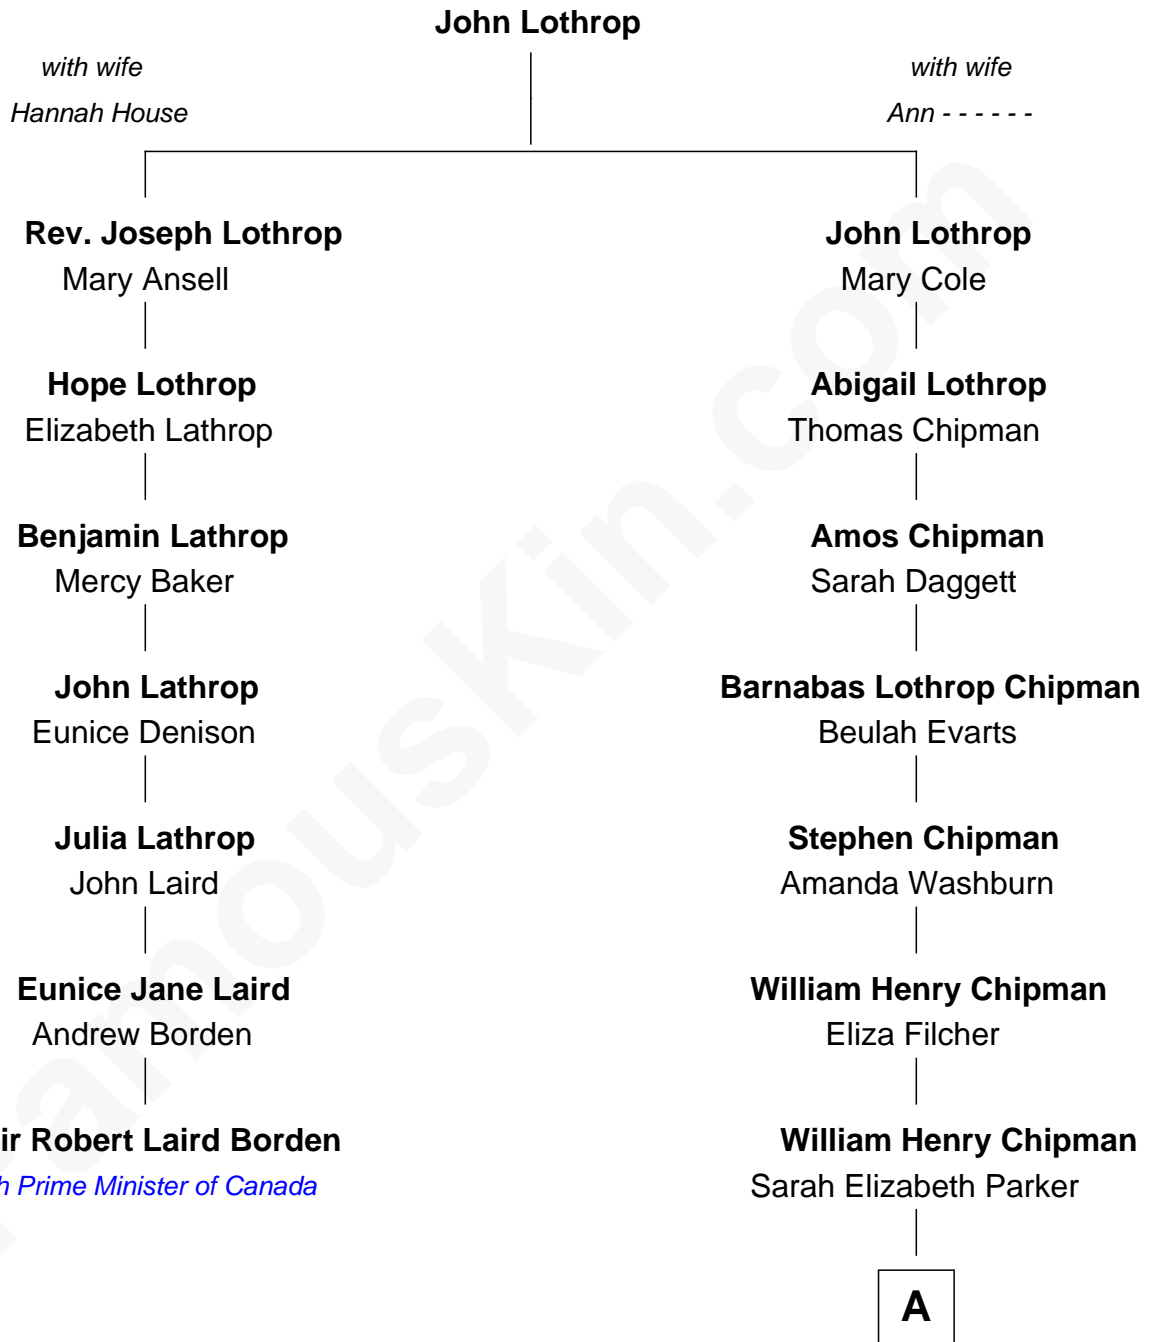 John Lothrop
with wife
Hannah House
with wife
Ann - - - - - -
Rev. Joseph Lothrop
Mary Ansell
John Lothrop
Mary Cole
Hope Lothrop
Elizabeth Lathrop
Abigail Lothrop
Thomas Chipman
Benjamin Lathrop
Mercy Baker
Amos Chipman
Sarah Daggett
John Lathrop
Eunice Denison
Barnabas Lothrop Chipman
Beulah Evarts
Julia Lathrop
John Laird
Stephen Chipman
Amanda Washburn
Eunice Jane Laird
Andrew Borden
William Henry Chipman
Eliza Filcher
ir Robert Laird Borden
h Prime Minister of Canada
William Henry Chipman
Sarah Elizabeth Parker
A
FamousKin.com